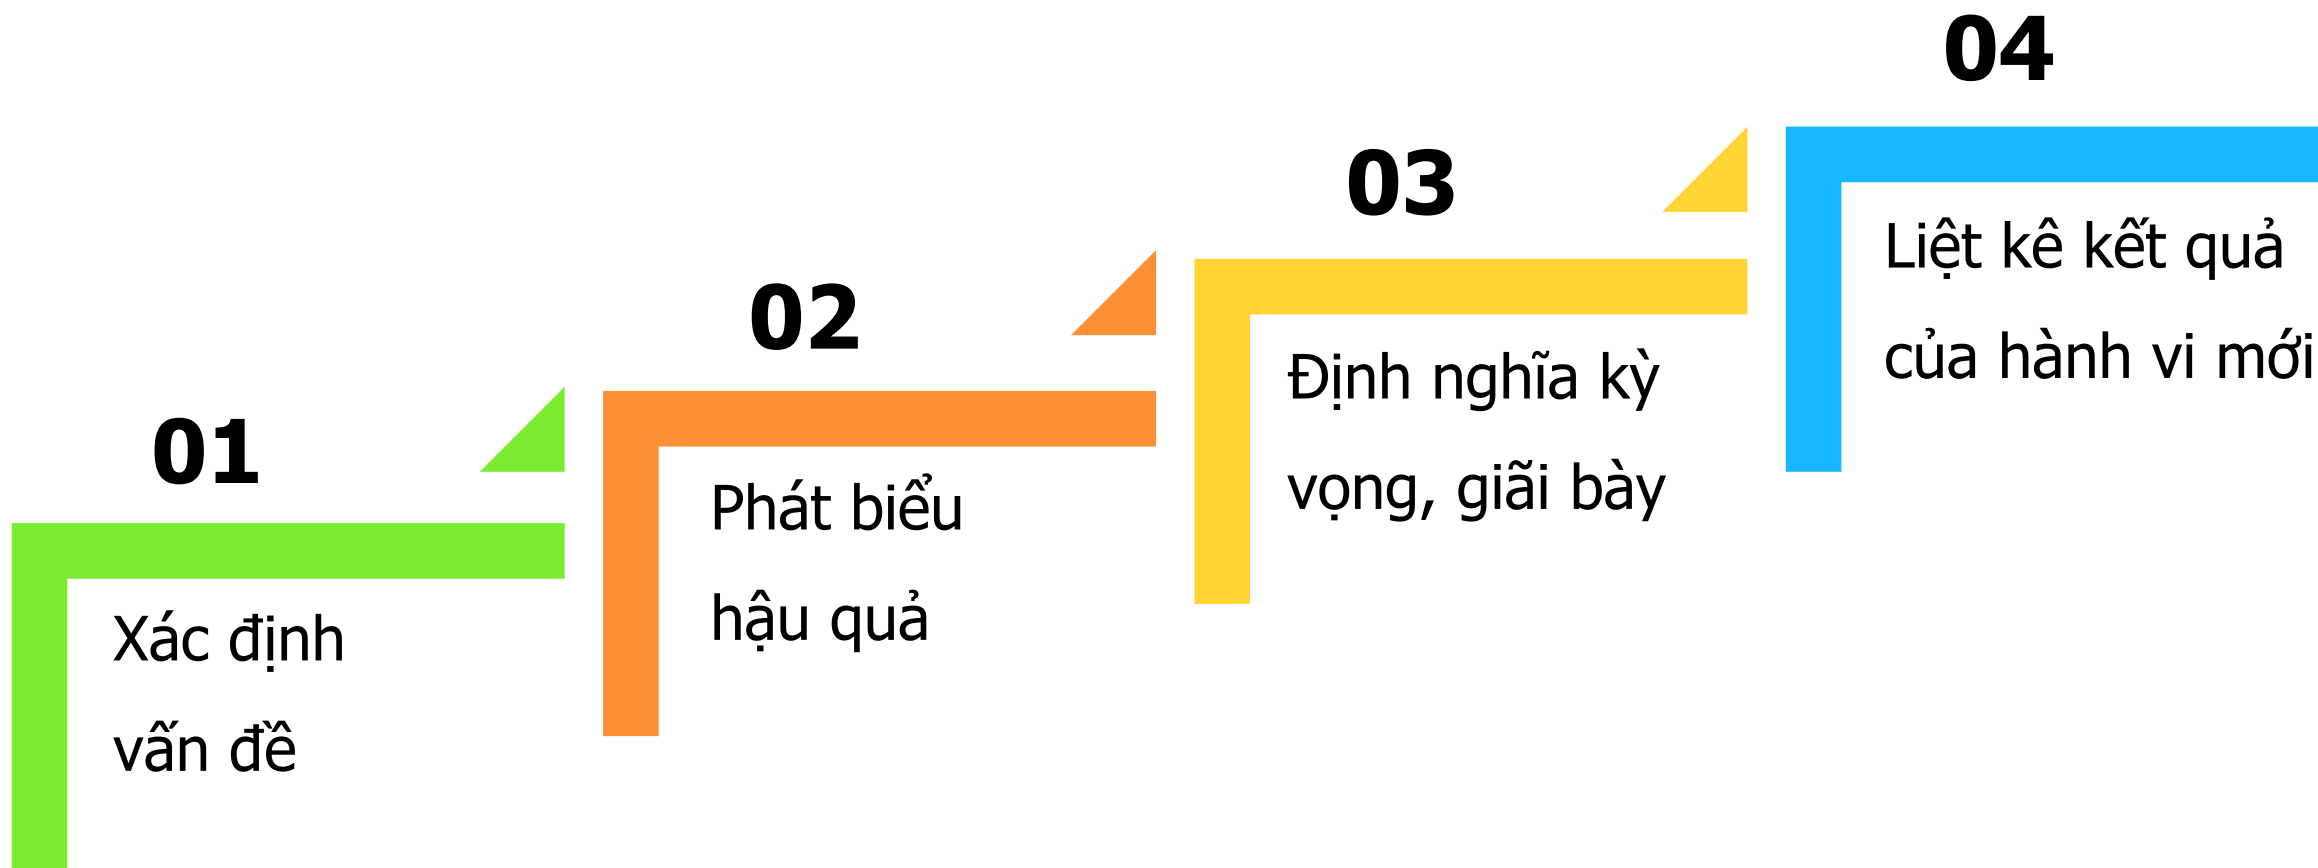 01
Xác định
vấn đề
02
Phát biểu
hậu quả
03
Định nghĩa kỳ
vọng, giãi bày
04
Liệt kê kết quả
của hành vi mới